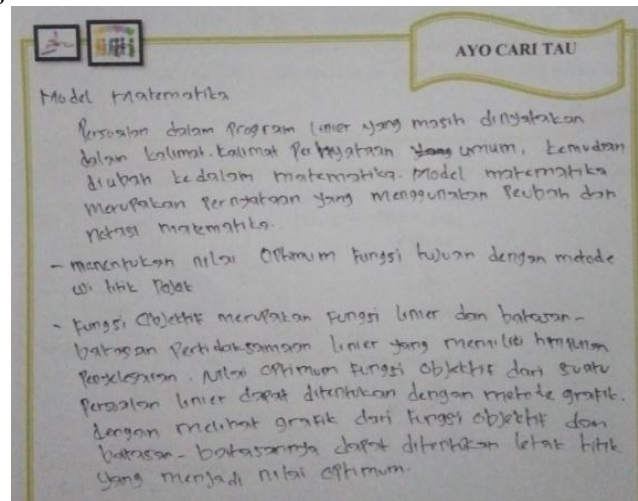 AYO CARI TAU
Model Matematika
Persoalan dalam Program linier yang masih dinyatakan
dalam kalimat-kalimat Pernyataan yang umum, kemudian
diubah kedalam matematika. Model matematika
merupakan Pernyataan yang menggunakan Peubah dan
notasi matematika.
- menentukan nilai Optimum Fungsi tujuan dengan metode
uji titik Pojok
- Fungsi Objektif merupakan Fungsi linier dan batasan-
batasan Pertidaksamaan linier yang memiliki himpunan
Penyelesaian. Nilai optimum fungsi objektif dari suatu
Persoalan linier dapat ditentukan dengan metode grafik.
dengan melihat grafik dari fungsi objektif dan
batasan-batasannya dapat ditentukan letak titik
yang menjadi nilai optimum.